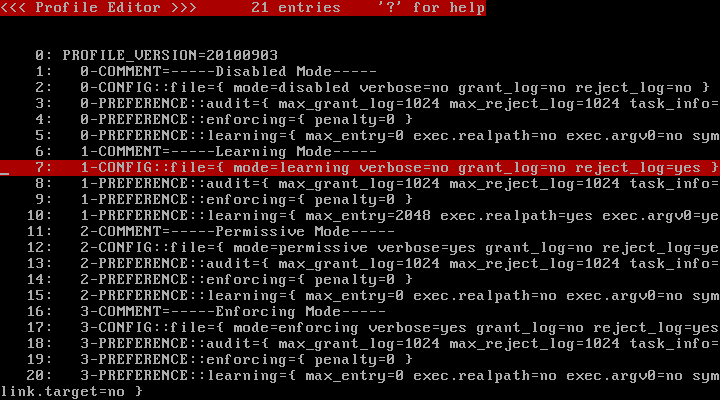 <<< Profile Editor >>>      21 entries    '?' for help
0: PROFILE_VERSION=20100903
1:   0-COMMENT=-----Disabled Mode-----
2:   0-CONFIG::file={ mode=disabled verbose=no grant_log=no reject_log=no }
3:   0-PREFERENCE::audit={ max_grant_log=1024 max_reject_log=1024 task_info=
4:   0-PREFERENCE::enforcing={ penalty=0 }
5:   0-PREFERENCE::learning={ max_entry=0 exec.realpath=no exec.argv0=no sym
6:   1-COMMENT=-----Learning Mode-----
7:   1-CONFIG::file={ mode=learning verbose=no grant_log=no reject_log=yes }
8:   1-PREFERENCE::audit={ max_grant_log=1024 max_reject_log=1024 task_info=
9:   1-PREFERENCE::enforcing={ penalty=0 }
10:   1-PREFERENCE::learning={ max_entry=2048 exec.realpath=yes exec.argv0=ye
11:   2-COMMENT=-----Permissive Mode-----
12:   2-CONFIG::file={ mode=permissive verbose=yes grant_log=no reject_log=ye
13:   2-PREFERENCE::audit={ max_grant_log=1024 max_reject_log=1024 task_info=
14:   2-PREFERENCE::enforcing={ penalty=0 }
15:   2-PREFERENCE::learning={ max_entry=0 exec.realpath=no exec.argv0=no sym
16:   3-COMMENT=-----Enforcing Mode-----
17:   3-CONFIG::file={ mode=enforcing verbose=yes grant_log=no reject_log=yes
18:   3-PREFERENCE::audit={ max_grant_log=1024 max_reject_log=1024 task_info=
19:   3-PREFERENCE::enforcing={ penalty=0 }
20:   3-PREFERENCE::learning={ max_entry=0 exec.realpath=no exec.argv0=no sym
link.target=no }